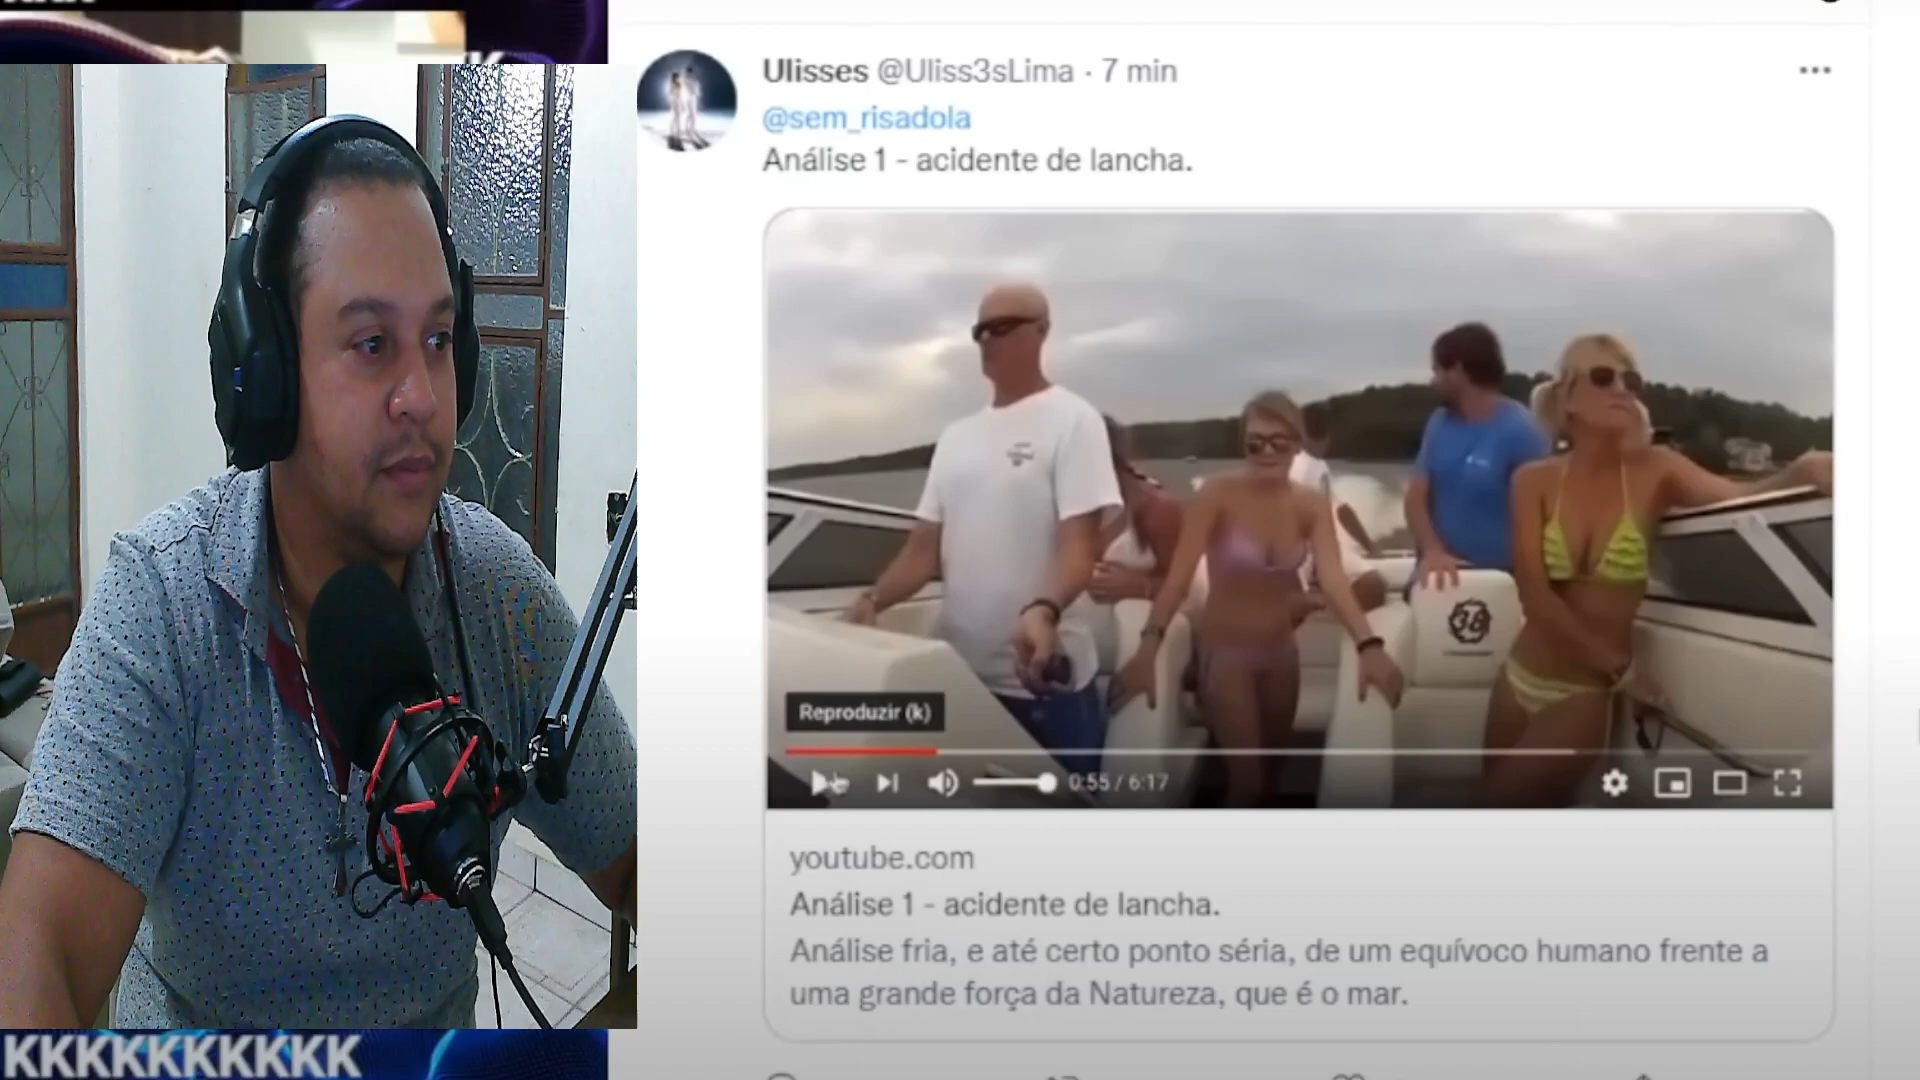 Ulisses @Uliss3sLima · 7 min
@sem_risadola
Análise 1 - acidente de lancha.
38
Reproduzir (k)
0:55 / 6:17
youtube.com
Análise 1 - acidente de lancha.
Análise fria, e até certo ponto séria, de um equívoco humano frente a
uma grande força da Natureza, que é o mar.
KKKKKKKKKK